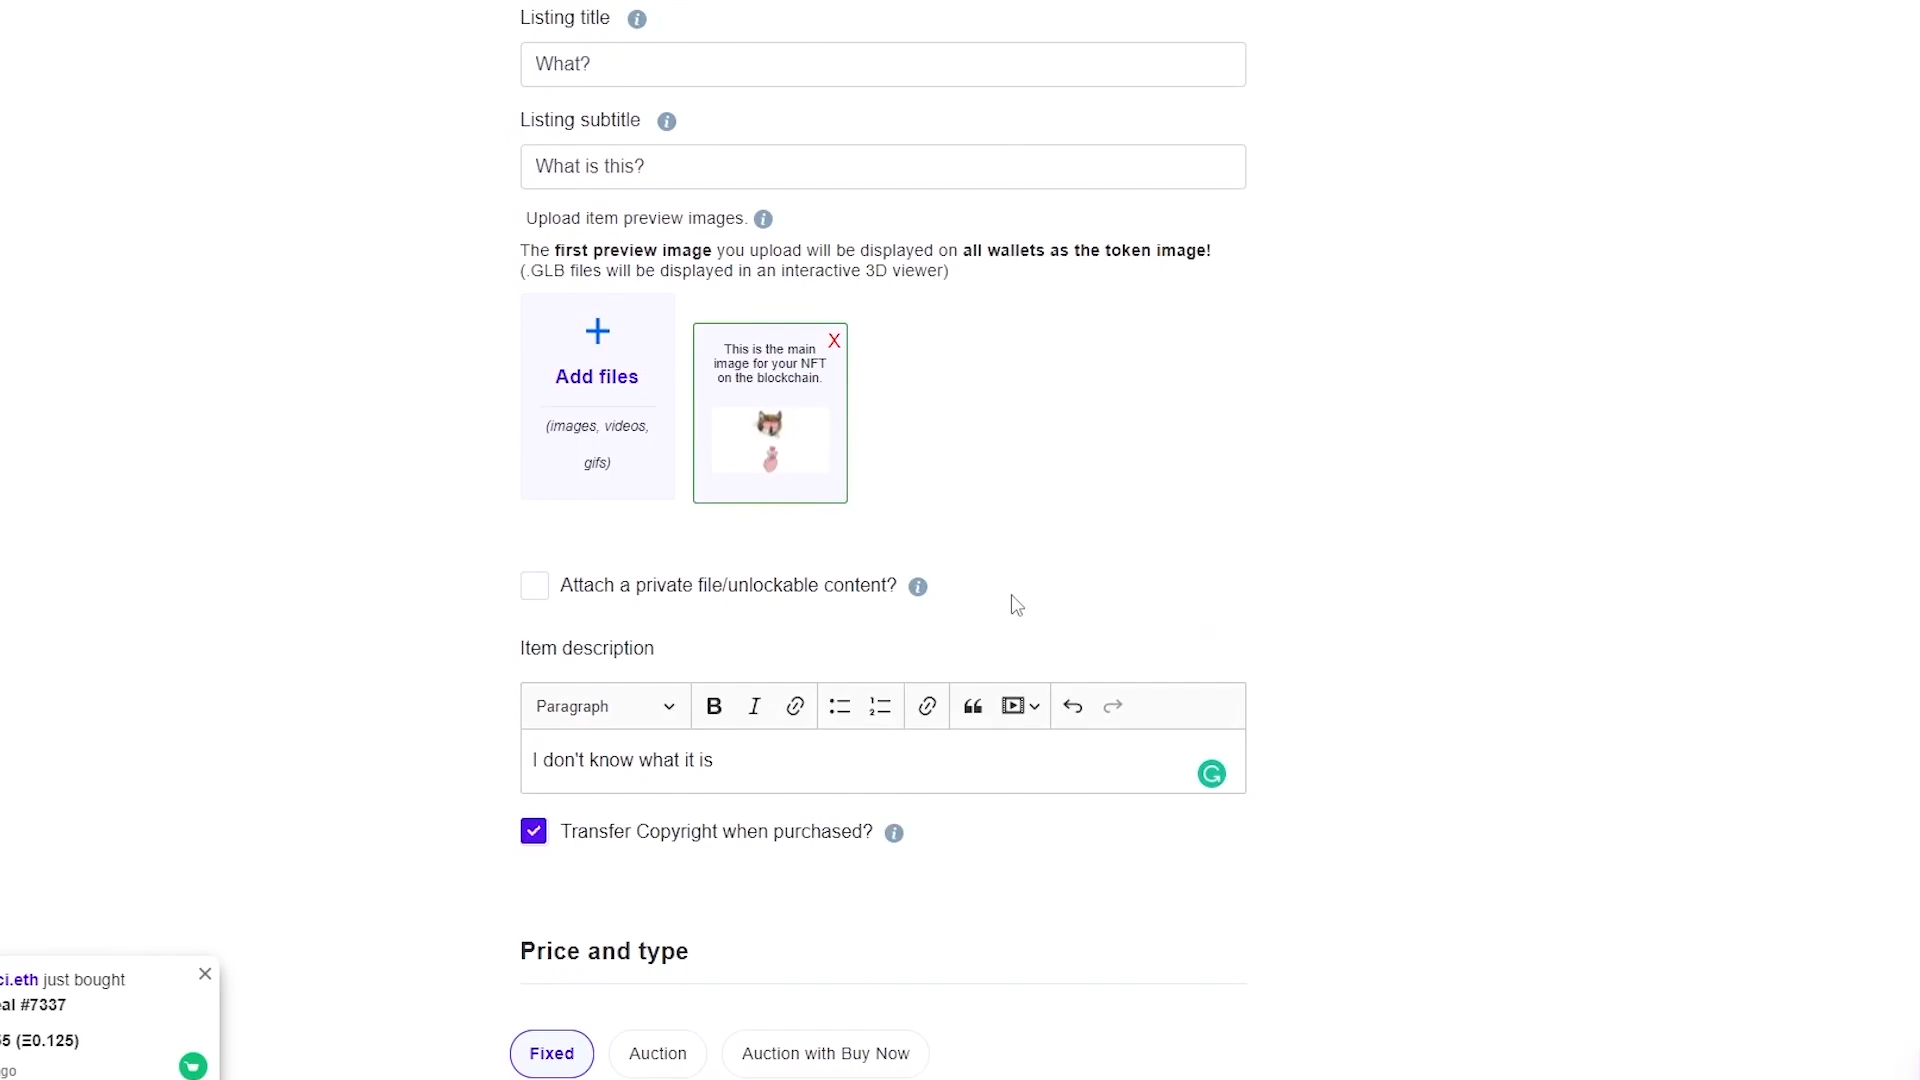 Listing title
What?
Listing subtitle
What is this?
Upload item preview images.
The first preview image you upload will be displayed on all wallets as the token image!
(.GLB files will be displayed in an interactive 3D viewer)
Add files
(images, videos,
gifs)
X
This is the main
image for your NFT
on the blockchain.
Attach a private file/unlockable content?
Item description
Paragraph
I don't know what it is
Transfer Copyright when purchased?
Price and type
Fixed
Auction
Auction with Buy Now
ci.eth just bought
eal #7337
5 (Ξ0.125)
go